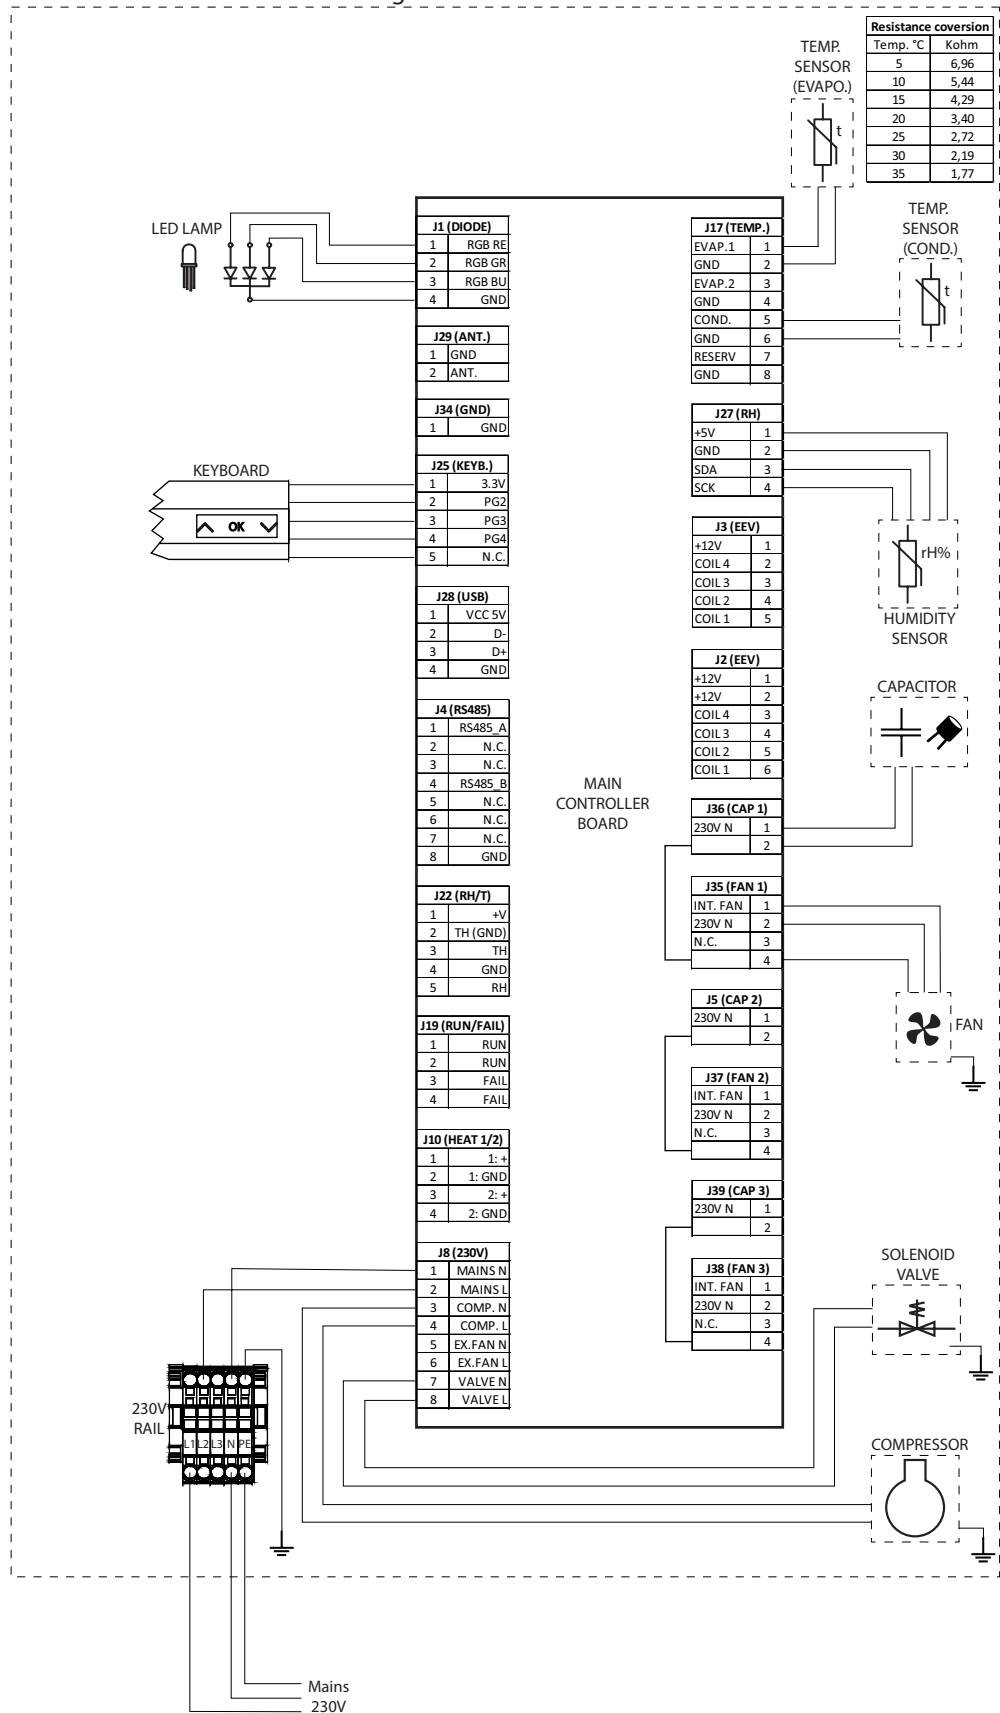 Resistance coversion
Temp. °C Kohm
5 6,96
10 5,44
15 4,29
20 3,40
25 2,72
30 2,19
35 1,77
TEMP.
SENSOR
(EVAPO.)
t
TEMP.
SENSOR
(COND.)
t
LED LAMP
J1 (DIODE)
1 RGB RE
2 RGB GR
3 RGB BU
4 GND
J29 (ANT.)
1 GND
2 ANT.
J34 (GND)
1 GND
KEYBOARD
OK
J25 (KEYB.)
1 3.3V
2 PG2
3 PG3
4 PG4
5 N.C.
J28 (USB)
1 VCC 5V
2 D-
3 D+
4 GND
J4 (RS485)
1 RS485_A
2 N.C.
3 N.C.
4 RS485_B
5 N.C.
6 N.C.
7 N.C.
8 GND
J22 (RH/T)
1 +V
2 TH (GND)
3 TH
4 GND
5 RH
J19 (RUN/FAIL)
1 RUN
2 RUN
3 FAIL
4 FAIL
J10 (HEAT 1/2)
1 1: +
2 1: GND
3 2: +
4 2: GND
J8 (230V)
1 MAINS N
2 MAINS L
3 COMP. N
4 COMP. L
5 EX.FAN N
6 EX.FAN L
7 VALVE N
8 VALVE L
MAIN
CONTROLLER
BOARD
J17 (TEMP.)
EVAP.1 1
GND 2
EVAP.2 3
GND 4
COND. 5
GND 6
RESERV 7
GND 8
J27 (RH)
+5V 1
GND 2
SDA 3
SCK 4
J3 (EEV)
+12V 1
COIL 4 2
COIL 3 3
COIL 2 4
COIL 1 5
J2 (EEV)
+12V 1
+12V 2
COIL 4 3
COIL 3 4
COIL 2 5
COIL 1 6
J36 (CAP 1)
230V N 1
2
J35 (FAN 1)
INT. FAN 1
230V N 2
N.C. 3
4
J5 (CAP 2)
230V N 1
2
J37 (FAN 2)
INT. FAN 1
230V N 2
N.C. 3
4
J39 (CAP 3)
230V N 1
2
J38 (FAN 3)
INT. FAN 1
230V N 2
N.C. 3
4
rH%
HUMIDITY
SENSOR
CAPACITOR
FAN
SOLENOID
VALVE
COMPRESSOR
230V
RAIL
L1 L2 L3 N PE
Mains
230V